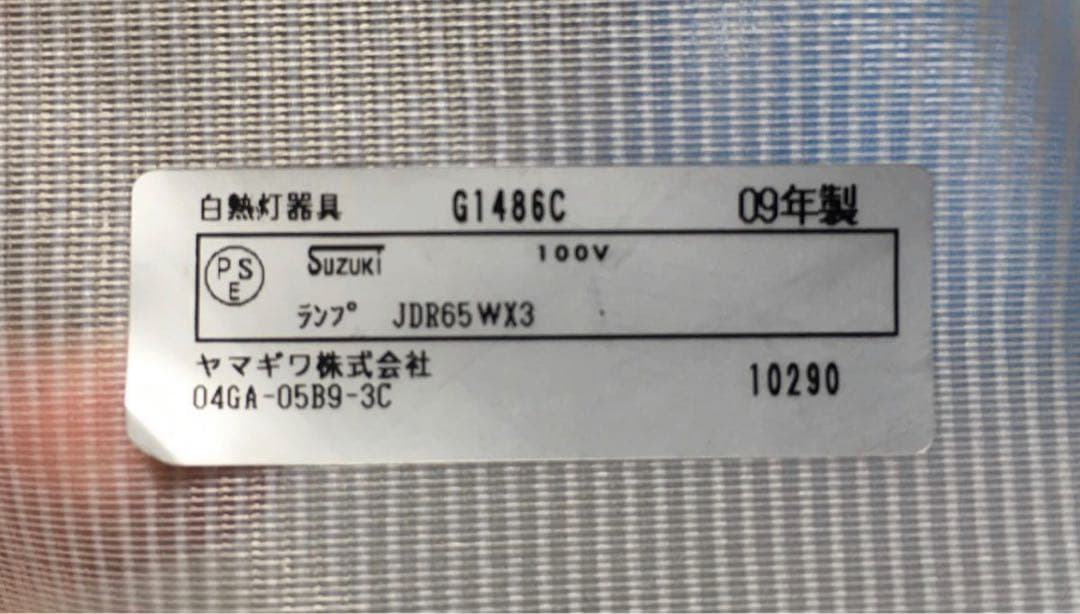 白熱灯器具 G1486C 09年製
PSE SUZUKI 100V
ﾗﾝﾌﾟ JDR65WX3
ヤマギワ株式会社
04GA-05B9-3C 10290